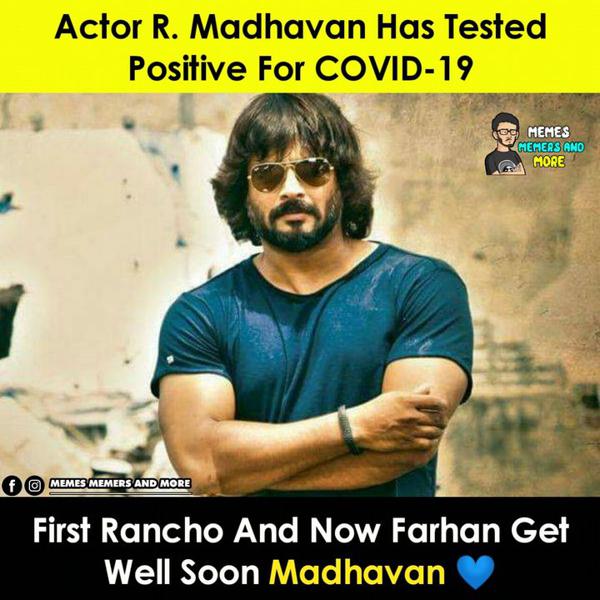 Actor R. Madhavan Has Tested
Positive For COVID-19
MEMES
MEMERS AND
MORE
MEMES MEMERS AND MORE
First Rancho And Now Farhan Get
Well Soon Madhavan 💙